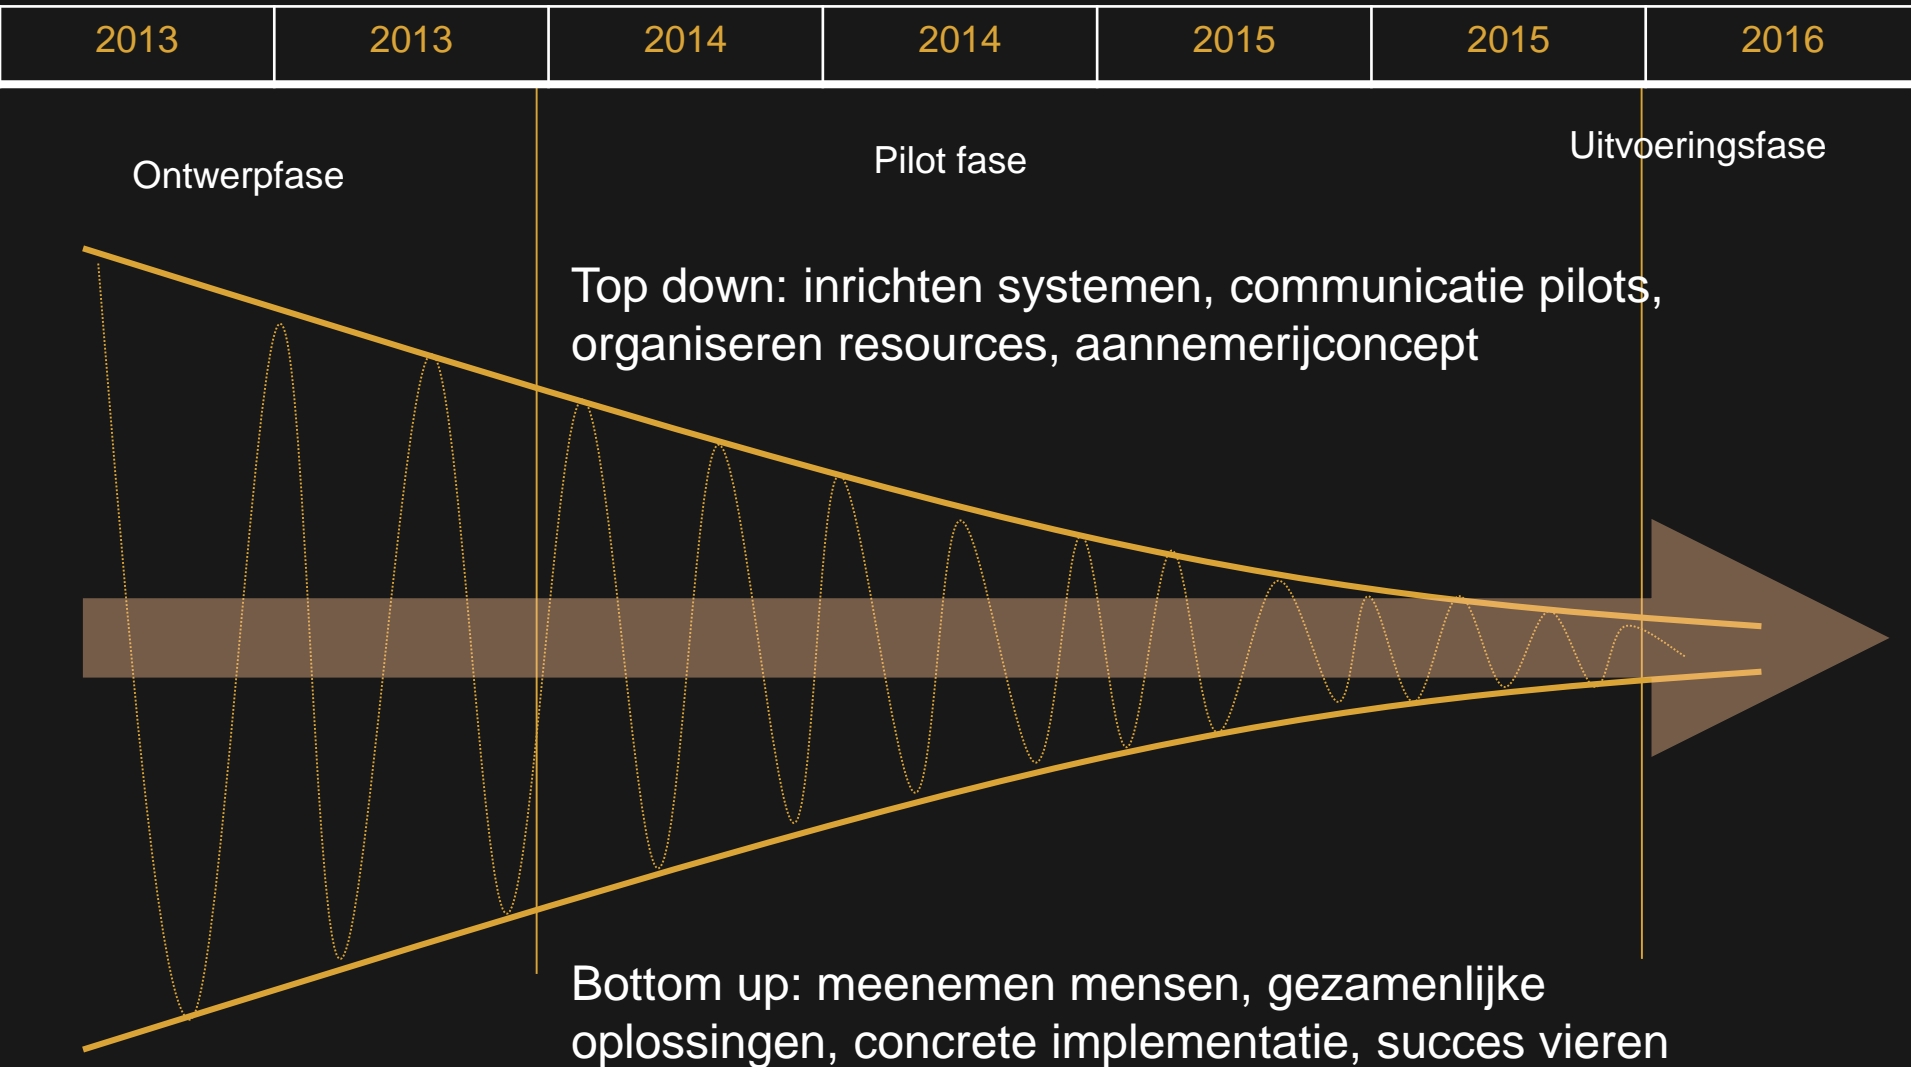 2013 2013 2014 2014 2015 2015 2016
Ontwerpfase
Pilot fase
Uitvoeringsfase
Top down: inrichten systemen, communicatie pilots,
organiseren resources, aannemerijconcept
Bottom up: meenemen mensen, gezamenlijke
oplossingen, concrete implementatie, succes vieren